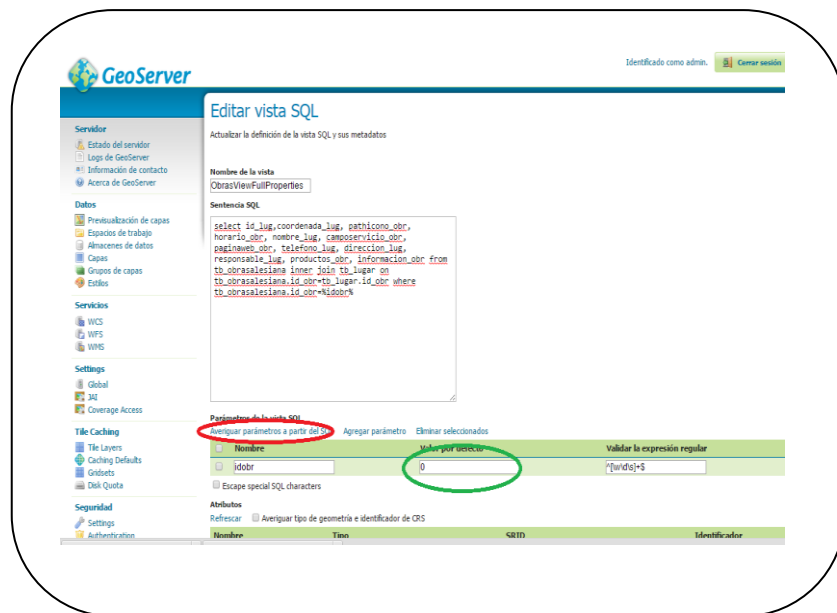 GeoServer
Identificado como admin.
Cerrar sesión
Servidor
Estado del servidor
Logs de GeoServer
Información de contacto
Acerca de GeoServer
Datos
Previsualización de capas
Espacios de trabajo
Almacenes de datos
Capas
Grupos de capas
Estilos
Servicios
WCS
WFS
WMS
Settings
Global
JAI
Coverage Access
Tile Caching
Tile Layers
Caching Defaults
Gridsets
Disk Quota
Seguridad
Settings
Authentication
Editar vista SQL
Actualizar la definición de la vista SQL y sus metadatos
Nombre de la vista
ObrasViewFullProperties
Sentencia SQL
select id_lug,coordenada_lug, pathicono_obr,
horario_obr, nombre_lug, camposervicio_obr,
paginaweb_obr, telefono_lug, direccion_lug,
responsable_lug, productos_obr, informacion_obr from
tb_obrasalesiana inner join tb_lugar on
tb_obrasalesiana.id_obr=tb_lugar.id_obr where
tb_obrasalesiana.id_obr=%idobr%
Parámetros de la vista SQL
Averiguar parámetros a partir del SQL Agregar parámetro Eliminar seleccionados
Nombre Valor por defecto Validar la expresión regular
idobr 0 ^[\w\d\s]+$
Escape special SQL characters
Atributos
Refrescar Averiguar tipo de geometría e identificador de CRS
Nombre Tipo SRID Identificador